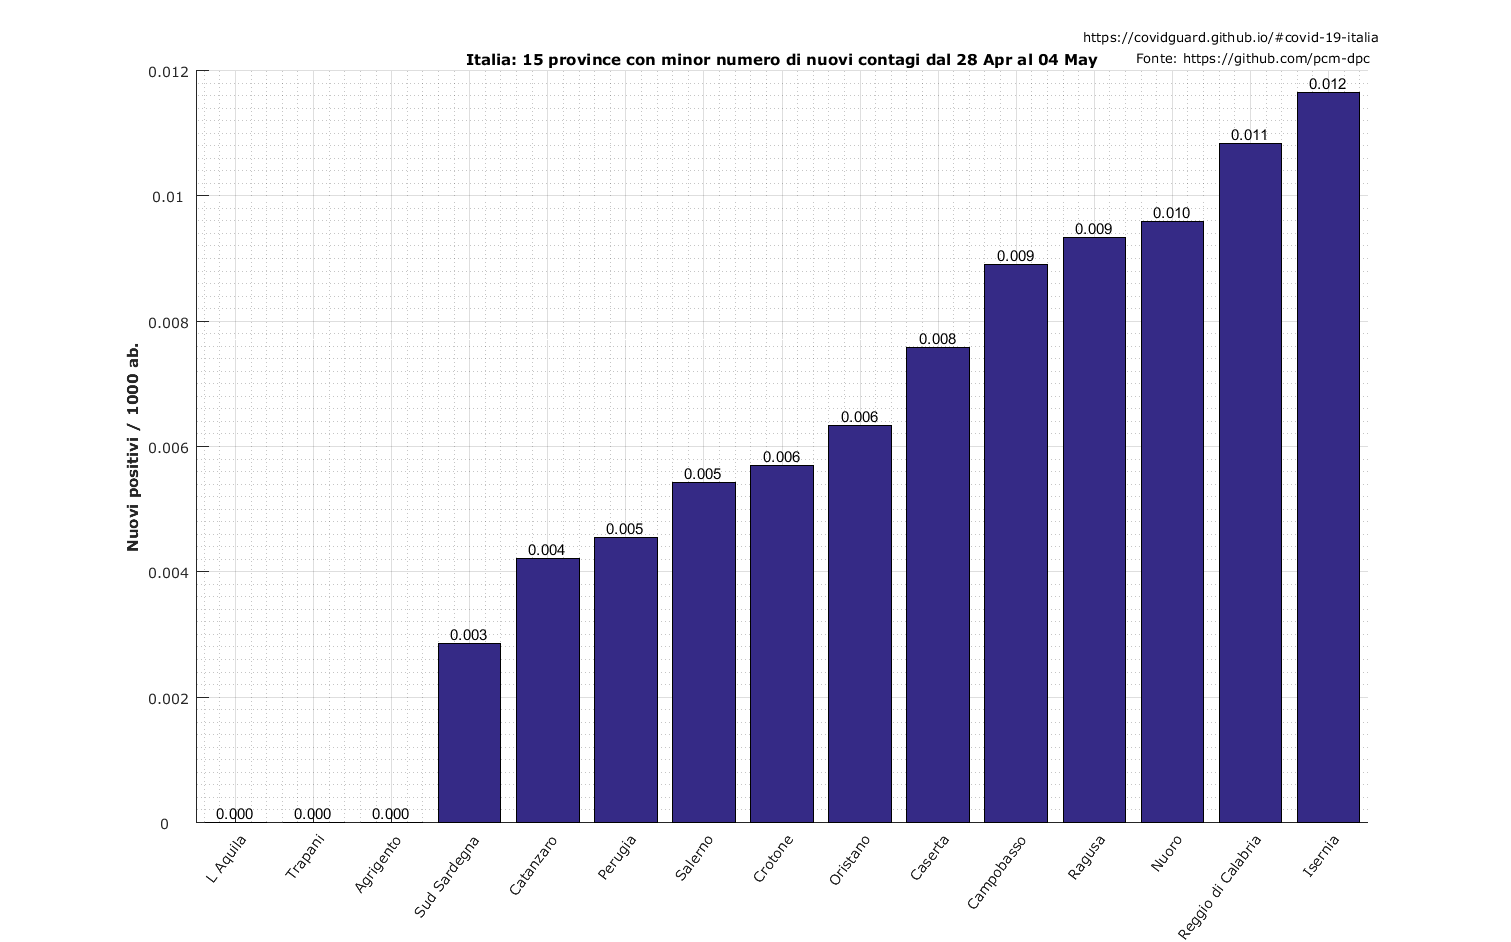 https://covidguard.github.io/#covid-19-italia
Italia: 15 province con minor numero di nuovi contagi dal 28 Apr al 04 May
Fonte: https://github.com/pcm-dpc
Nuovi positivi / 1000 ab.
0.012
0.01
0.008
0.006
0.004
0.002
0
0.000
0.000
0.000
0.003
0.004
0.005
0.005
0.006
0.006
0.008
0.009
0.009
0.010
0.011
0.012
L Aquila
Trapani
Agrigento
Sud Sardegna
Catanzaro
Perugia
Salerno
Crotone
Oristano
Caserta
Campobasso
Ragusa
Nuoro
Reggio di Calabria
Isernia